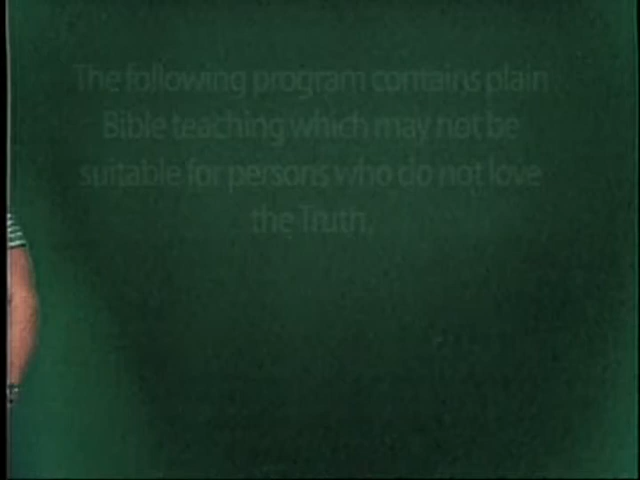 The following program contains plain
Bible teaching which may not be
suitable for persons who do not love
the Truth.